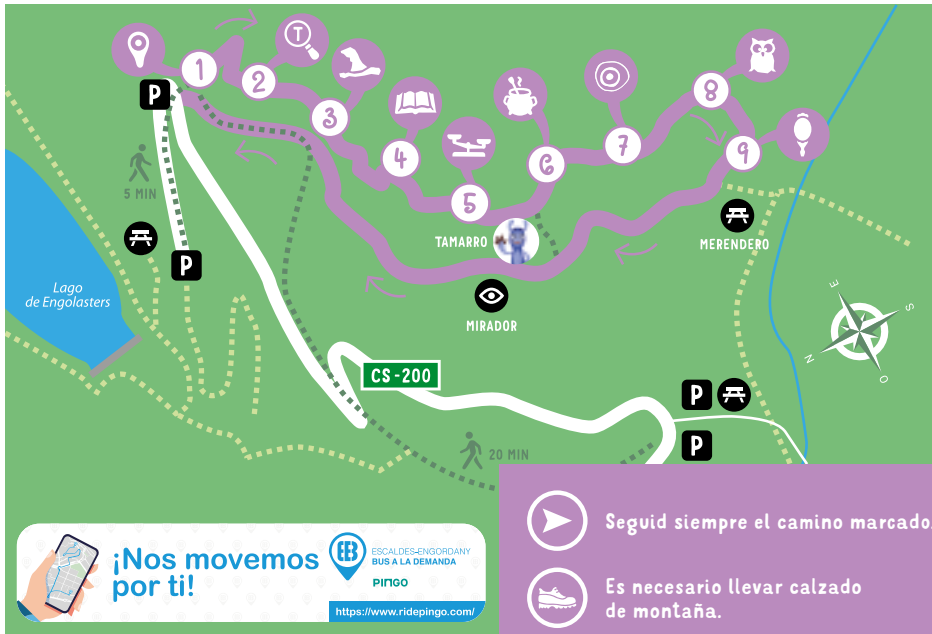 T
1
2
3
4
5
6
7
8
9
P
5 MIN
P
TAMARRO
MERENDERO
MIRADOR
Lago
de Engolasters
E
S
N
O
CS-200
P
P
20 MIN
Seguid siempre el camino marcado.
Es necesario llevar calzado
de montaña.
¡Nos movemos
por ti!
EB
ESCALDES-ENGORDANY
BUS A LA DEMANDA
PINGO
https://www.ridepingo.com/